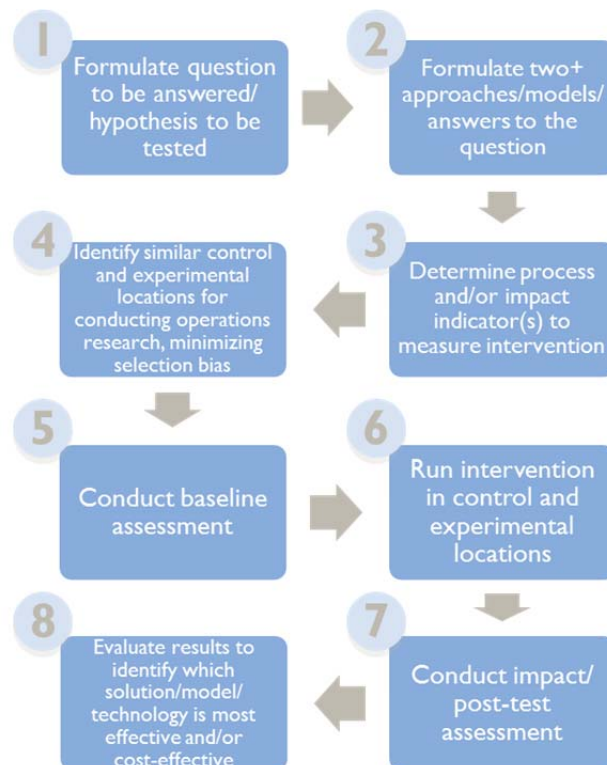 1
Formulate question
to be answered/
hypothesis to be
tested
2
Formulate two+
approaches/models/
answers to the
question
3
Determine process
and/or impact
indicator(s) to
measure intervention
4
Identify similar control
and experimental
locations for
conducting operations
research, minimizing
selection bias
5
Conduct baseline
assessment
6
Run intervention
in control and
experimental
locations
7
Conduct impact/
post-test
assessment
8
Evaluate results to
identify which
solution/model/
technology is most
effective and/or
cost-effective